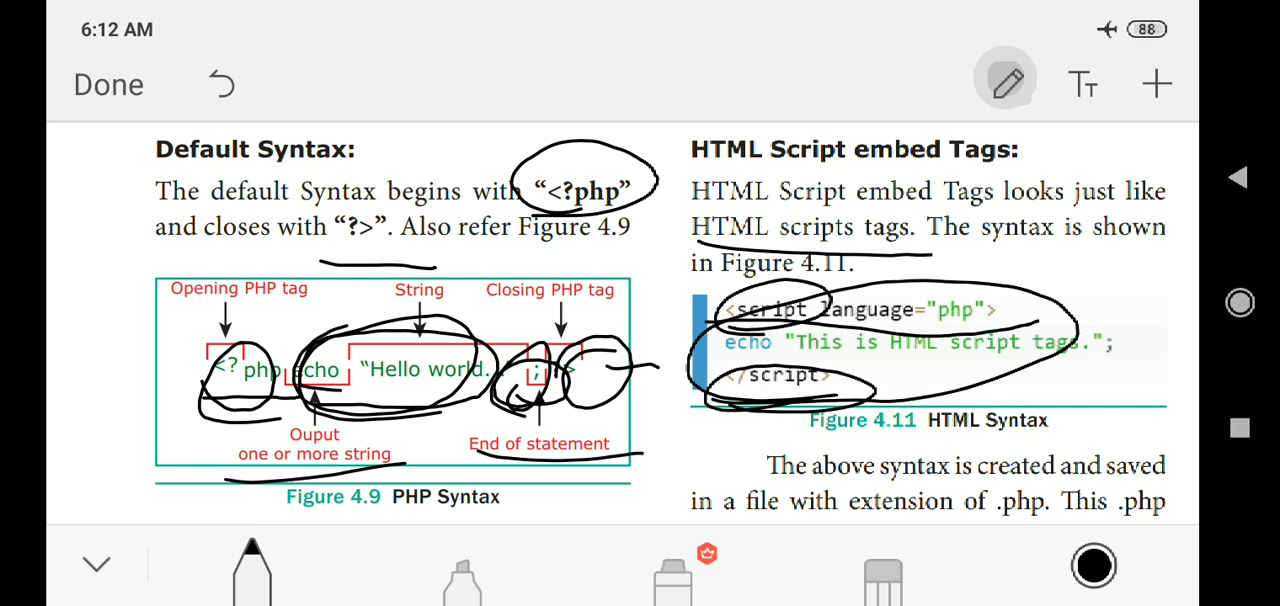 6:12 AM
88
Done
Tт
Default Syntax:
The default Syntax begins with “<?php”
and closes with “?>”. Also refer Figure 4.9
Opening PHP tag
String
Closing PHP tag
<? php echo “Hello world. ; >
Ouput
one or more string
End of statement
Figure 4.9 PHP Syntax
HTML Script embed Tags:
HTML Script embed Tags looks just like
HTML scripts tags. The syntax is shown
in Figure 4.11.
<script language="php">
echo "This is HTML script tags.";
</script>
Figure 4.11 HTML Syntax
The above syntax is created and saved
in a file with extension of .php. This .php